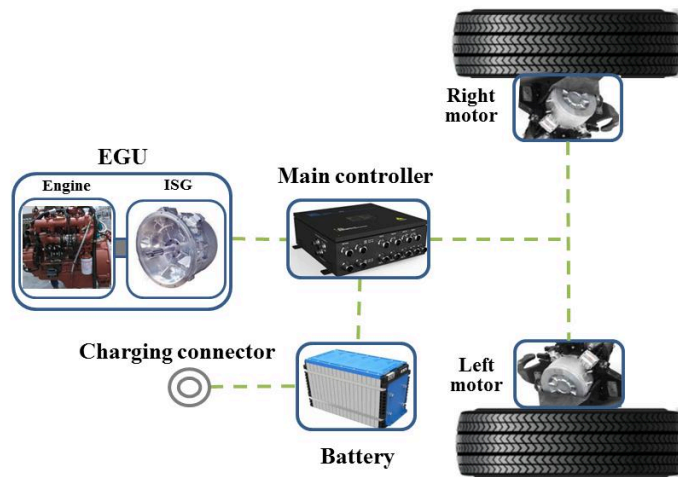 Right
motor
EGU
Engine
ISG
Main controller
Charging connector
Left
motor
Battery